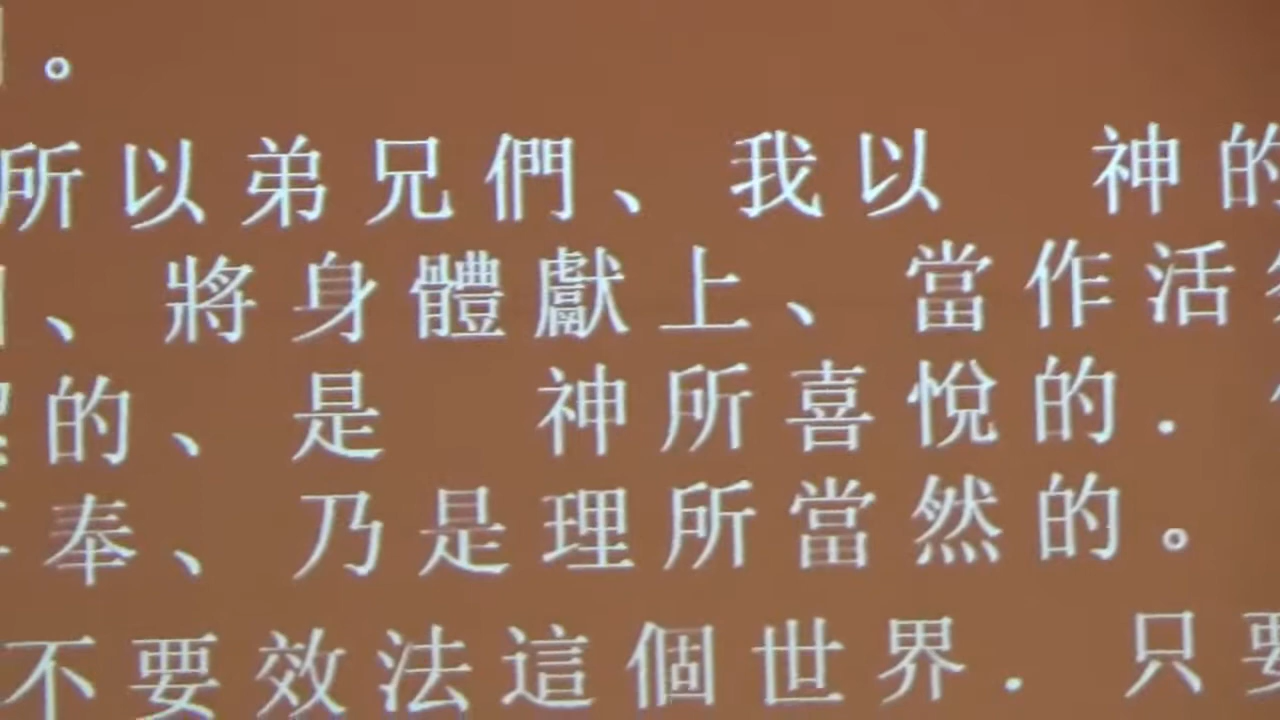 。
所以弟兄們、我以 神的
、將身體獻上、當作活
的、是 神所喜悅的.
奉、乃是理所當然的。
不要效法這個世界.只要